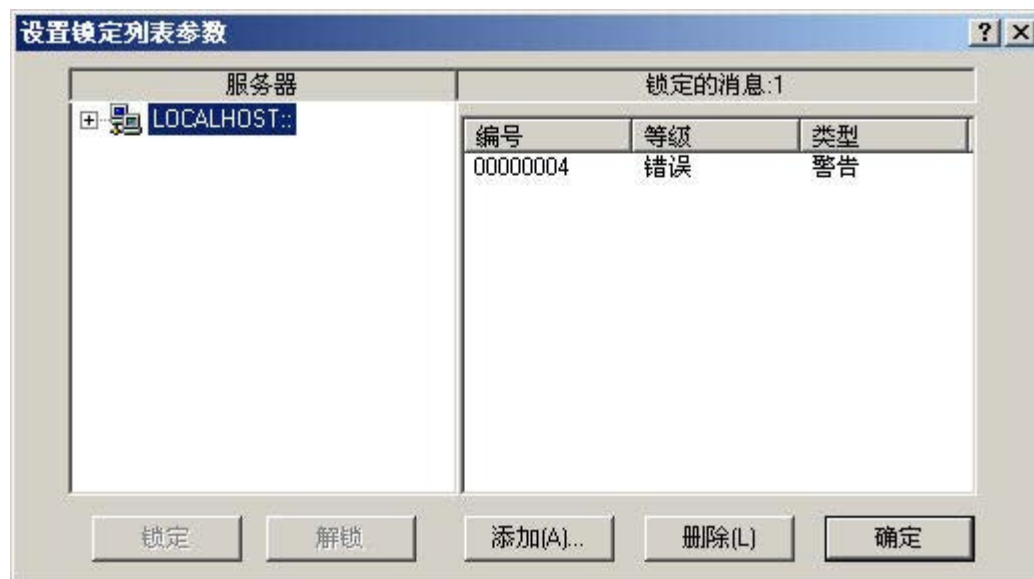 设置锁定列表参数
服务器
锁定的消息:1
LOCALHOST::
编号 等级 类型
00000004 错误 警告
锁定 解锁 添加(A)... 删除(L) 确定